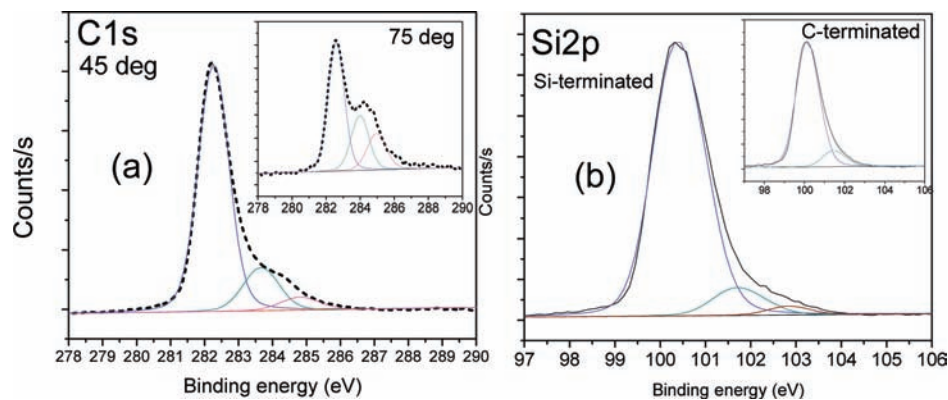 C1s
45 deg
75 deg
(a)
Counts/s
278 280 282 284 286 288 290
278 279 280 281 282 283 284 285 286 287 288 289 290
Binding energy (eV)
Si2p
Si-terminated
C-terminated
(b)
Counts/s
98 100 102 104 106
97 98 99 100 101 102 103 104 105 106
Binding energy (eV)